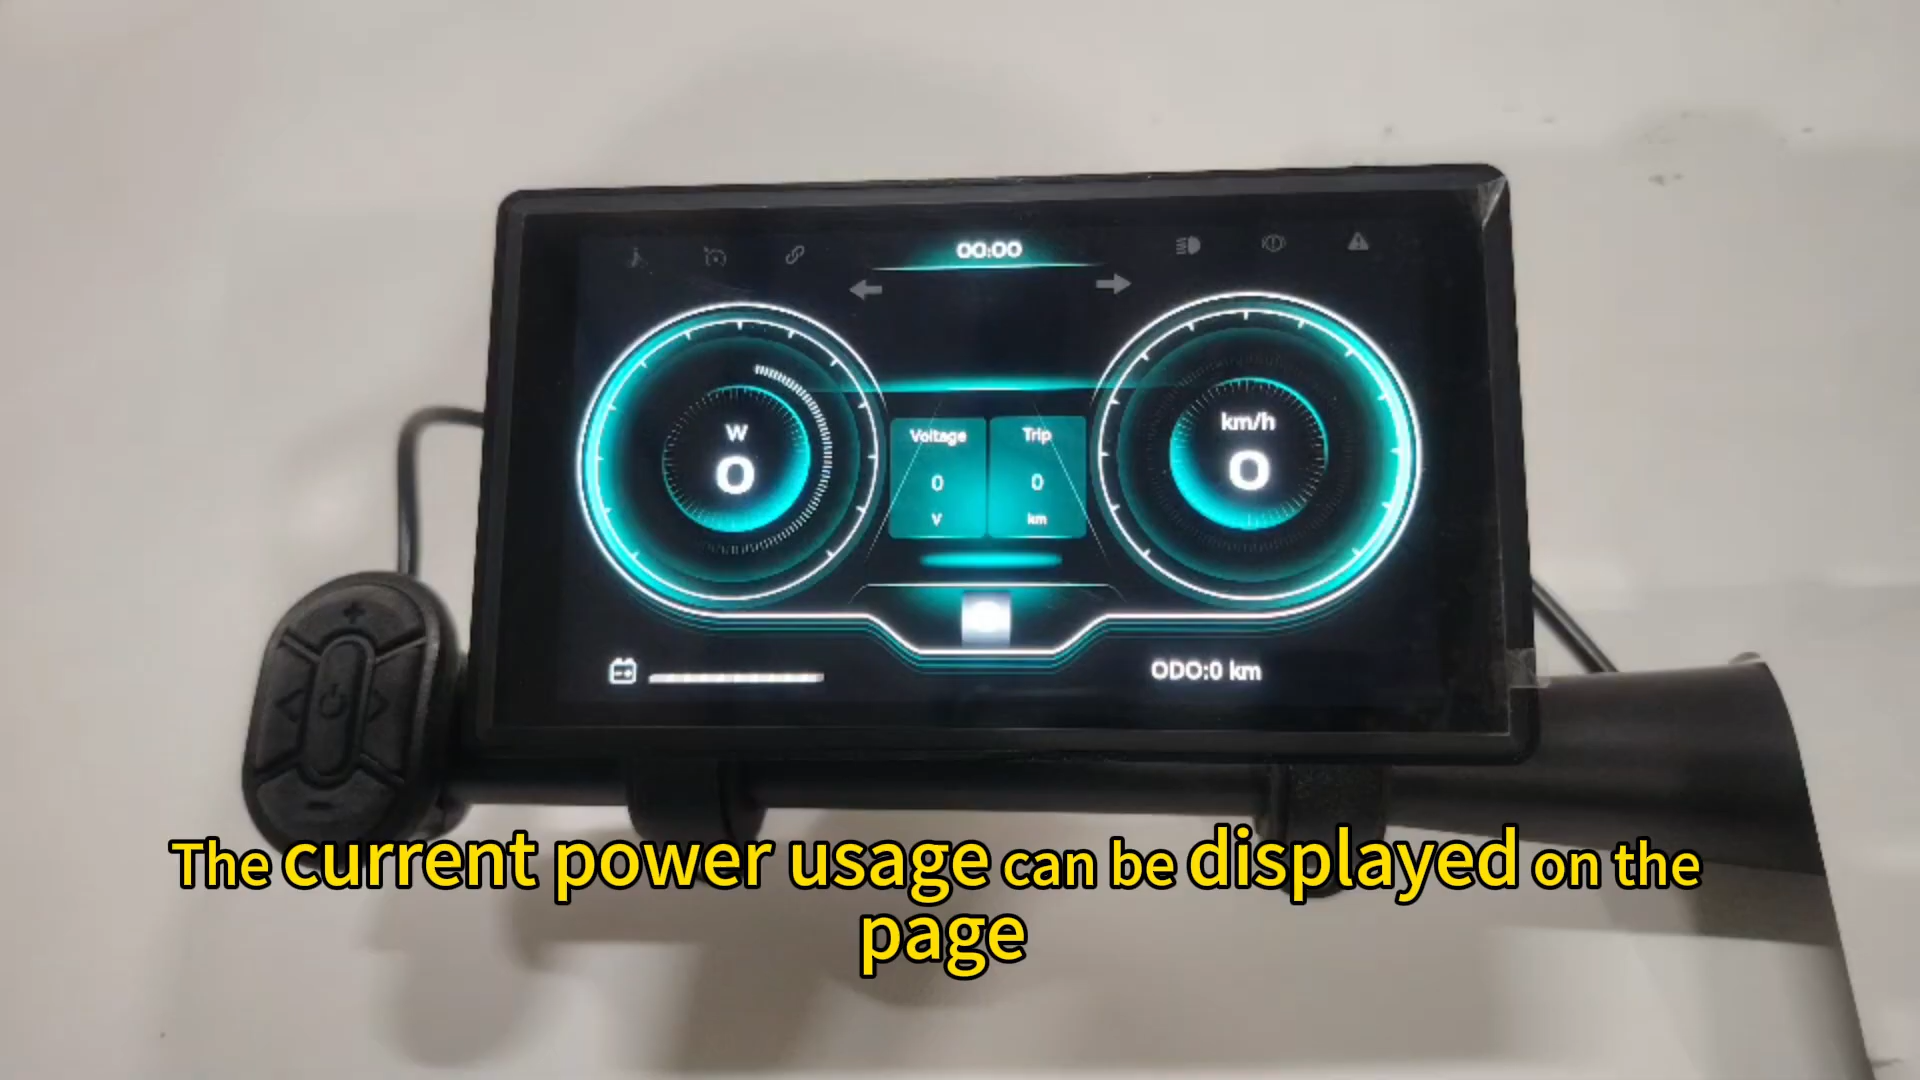 00:00
W
0
Voltage
0
V
Trip
0
km
km/h
0
ODO:0 km
The current power usage can be displayed on the
page